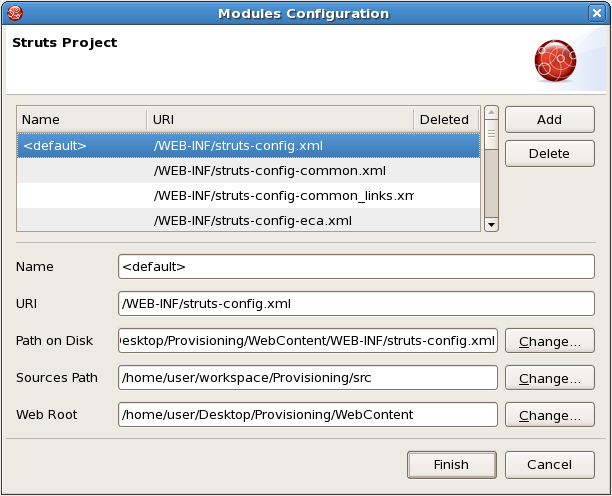 Modules Configuration
Struts Project
Name URI Deleted
Add
<default> /WEB-INF/struts-config.xml
Delete
/WEB-INF/struts-config-common.xml
/WEB-INF/struts-config-common_links.xm
/WEB-INF/struts-config-eca.xml
Name <default>
URI /WEB-INF/struts-config.xml
Path on Disk esktop/Provisioning/WebContent/WEB-INF/struts-config.xml Change...
Sources Path /home/user/workspace/Provisioning/src Change...
Web Root /home/user/Desktop/Provisioning/WebContent Change...
Finish Cancel